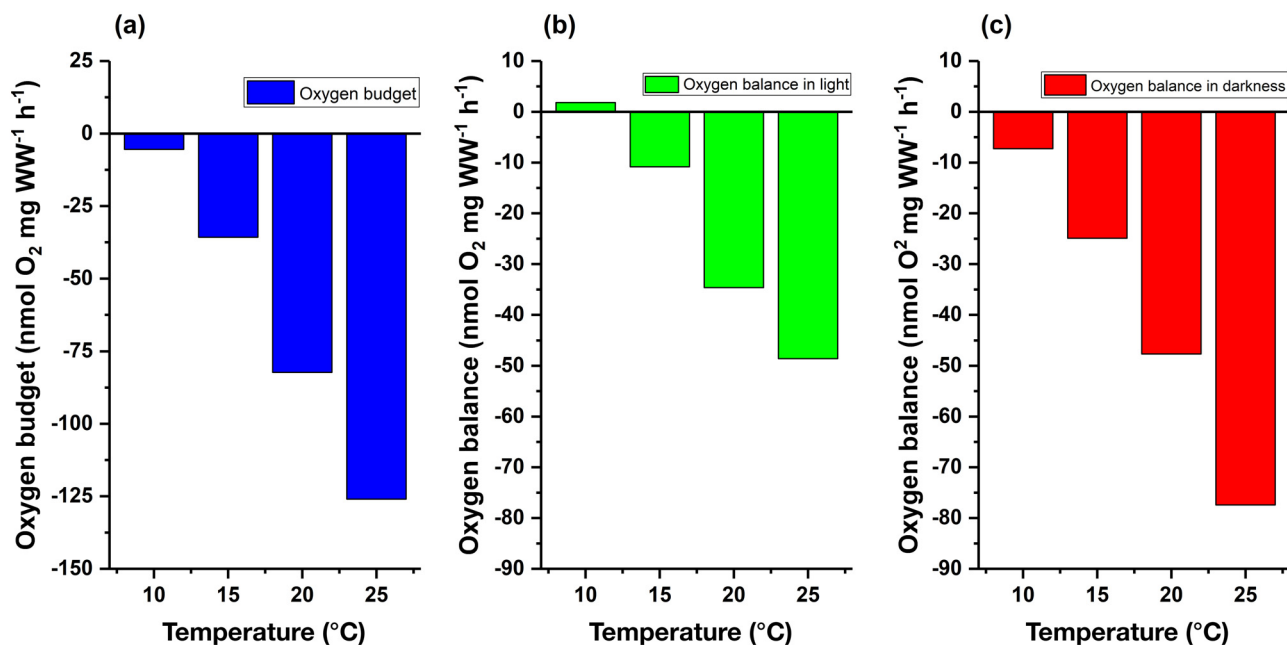 (a)
Oxygen budget (nmol O₂ mg WW⁻¹ h⁻¹)
25
0
-25
-50
-75
-100
-125
-150
Oxygen budget
10 15 20 25
Temperature (°C)
(b)
Oxygen balance (nmol O₂ mg WW⁻¹ h⁻¹)
10
0
-10
-20
-30
-40
-50
-60
-70
-80
-90
Oxygen balance in light
10 15 20 25
Temperature (°C)
(c)
Oxygen balance (nmol O² mg WW⁻¹ h⁻¹)
10
0
-10
-20
-30
-40
-50
-60
-70
-80
-90
Oxygen balance in darkness
10 15 20 25
Temperature (°C)